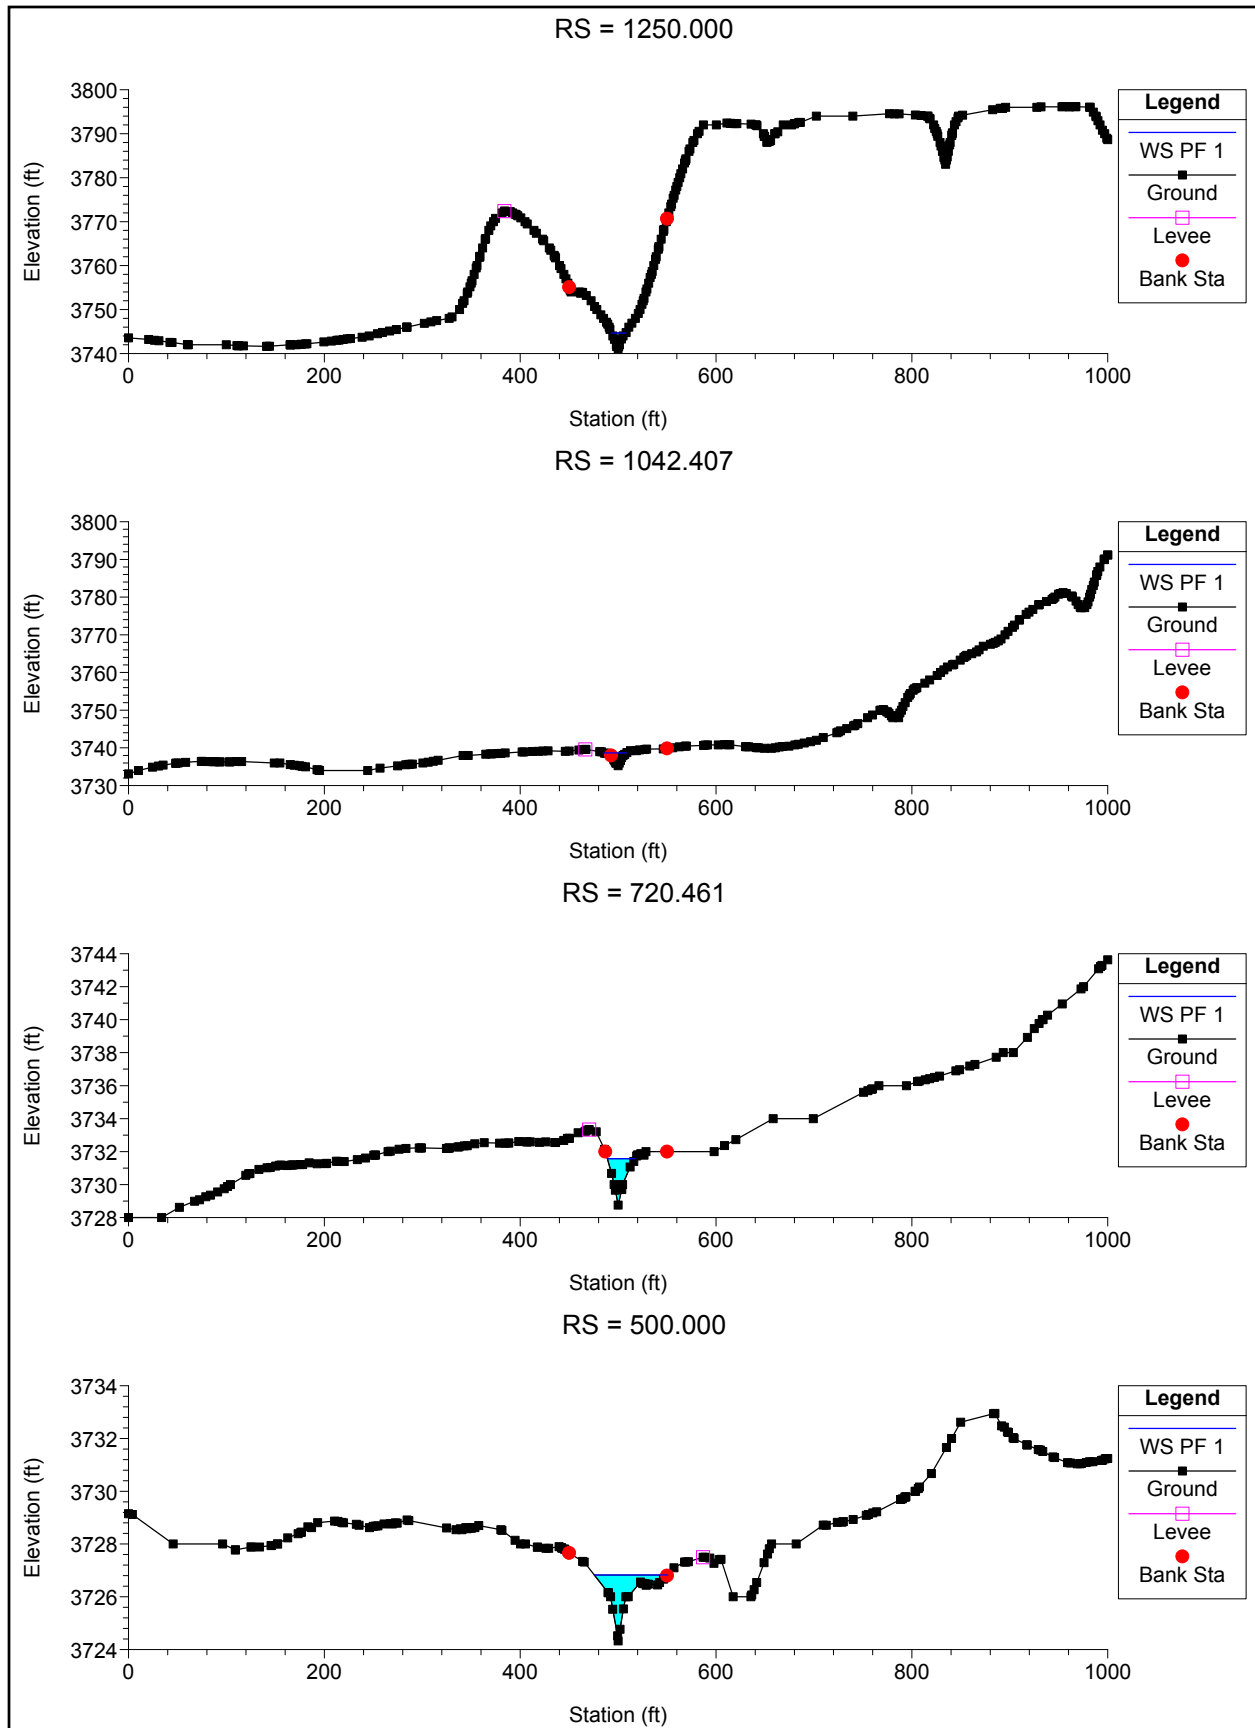 RS = 1250.000
3800
3790
3780
3770
3760
3750
3740
Elevation (ft)
0 200 400 600 800 1000
Station (ft)
Legend
WS PF 1
Ground
Levee
Bank Sta
RS = 1042.407
3800
3790
3780
3770
3760
3750
3740
3730
Elevation (ft)
0 200 400 600 800 1000
Station (ft)
Legend
WS PF 1
Ground
Levee
Bank Sta
RS = 720.461
3744
3742
3740
3738
3736
3734
3732
3730
3728
Elevation (ft)
0 200 400 600 800 1000
Station (ft)
Legend
WS PF 1
Ground
Levee
Bank Sta
RS = 500.000
3734
3732
3730
3728
3726
3724
Elevation (ft)
0 200 400 600 800 1000
Station (ft)
Legend
WS PF 1
Ground
Levee
Bank Sta